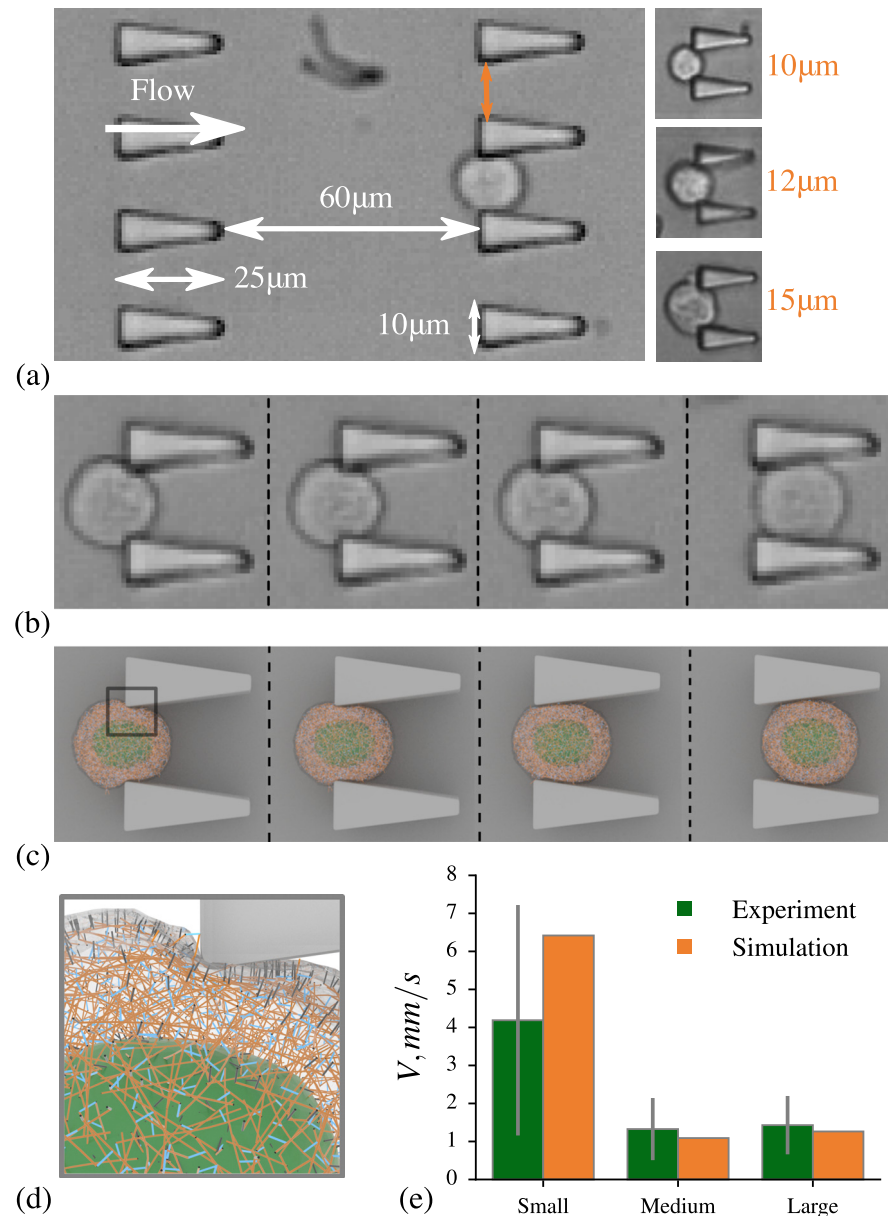 Flow
60μm
25μm
10μm
10μm
12μm
15μm
(a)
(b)
(c)
(d)
(e)
V, mm/s
8
7
6
5
4
3
2
1
0
Experiment
Simulation
Small
Medium
Large